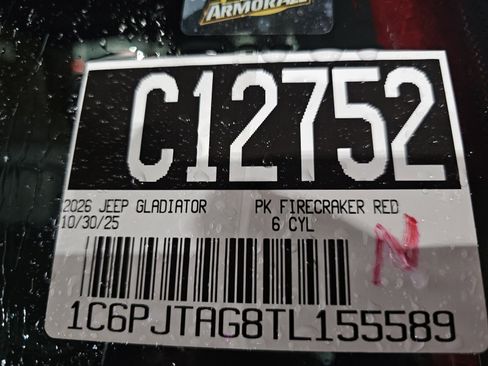 ARMORALL
C12752
2026 JEEP GLADIATOR PK FIRECRAKER RED
10/30/25 6 CYL
N
1C6PJTAG8TL155589